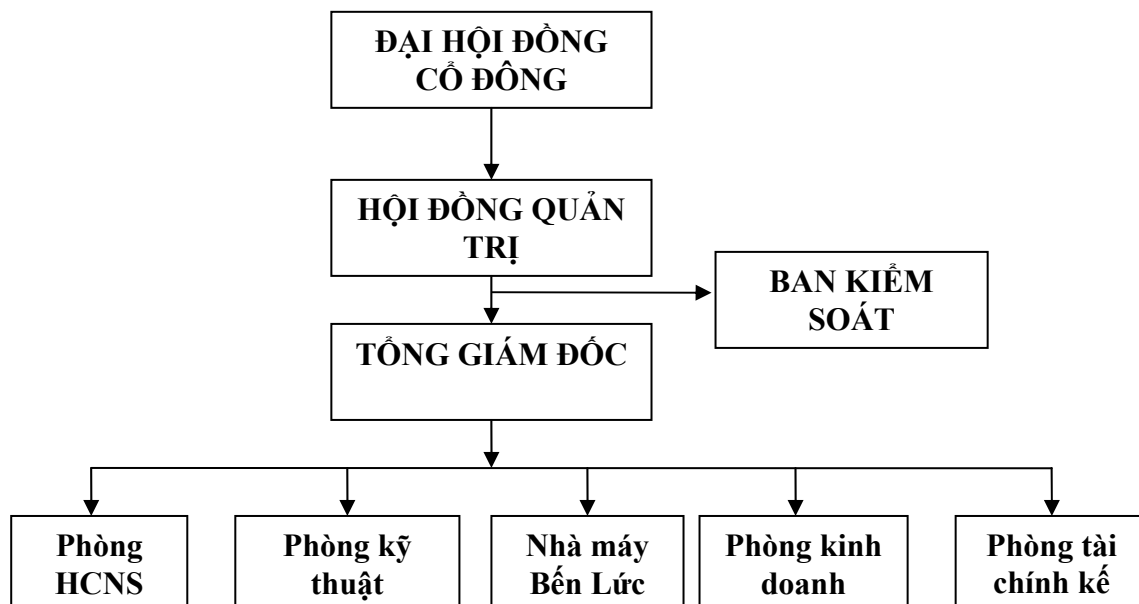 ĐẠI HỘI ĐỒNG
CỔ ĐÔNG
HỘI ĐỒNG QUẢN
TRỊ
BAN KIỂM
SOÁT
TỔNG GIÁM ĐỐC
Phòng
HCNS
Phòng kỹ
thuật
Nhà máy
Bến Lức
Phòng kinh
doanh
Phòng tài
chính kế